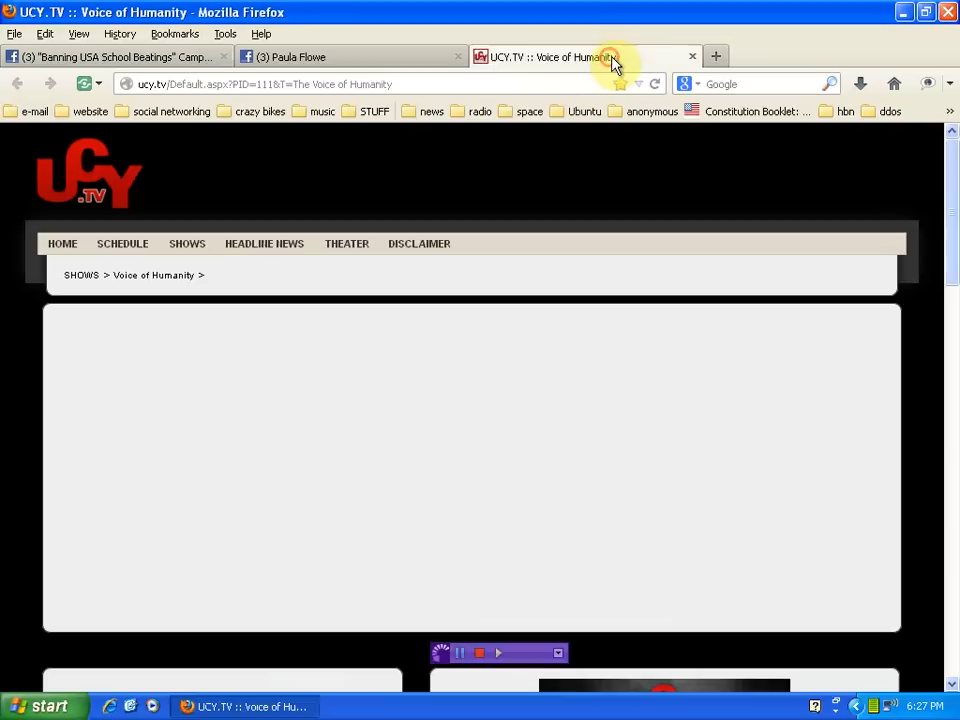 UCY.TV :: Voice of Humanity - Mozilla Firefox
File Edit View History Bookmarks Tools Help
(3) "Banning USA School Beatings" Camp... (3) Paula Flowe UCY.TV :: Voice of Humanity
ucy.tv/Default.aspx?PID=111&T=The Voice of Humanity Google
e-mail website social networking crazy bikes music STUFF news radio space Ubuntu anonymous Constitution Booklet: ... hbn ddos »
UCY
.TV
HOME SCHEDULE SHOWS HEADLINE NEWS THEATER DISCLAIMER
SHOWS > Voice of Humanity >
start UCY.TV :: Voice of Hu... 6:27 PM